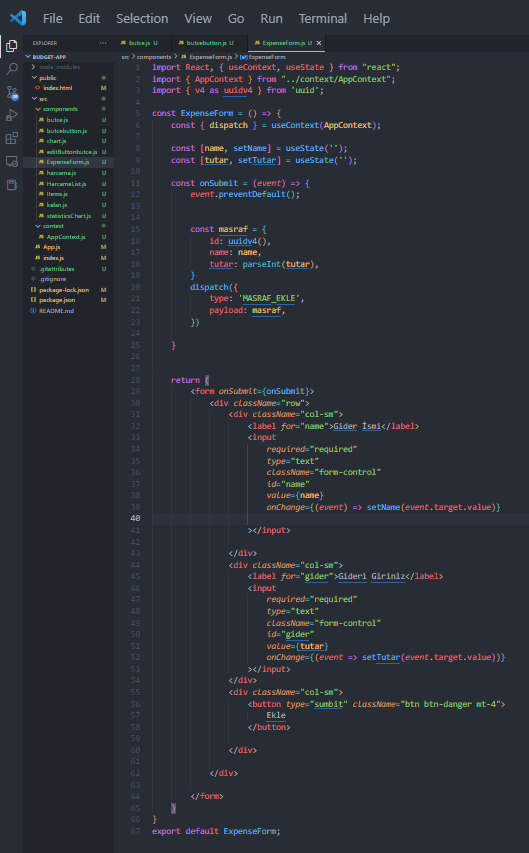 File Edit Selection View Go Run Terminal Help
EXPLORER ···
BUDGET-APP
node_modules
public
index.html M
src
components
butce.js U
butcebutton.js U
chart.js U
editButtonbutce.js U
ExpenseForm.js U
harcama.js U
HarcamaList.js U
Items.js U
kalan.js U
statisticsChart.js U
context
AppContext.js U
App.js M
index.js M
.gitattributes U
.gitignore
package-lock.json M
package.json M
README.md
butce.js U butcebutton.js U ExpenseForm.js U ×
src > components > ExpenseForm.js > ExpenseForm
1 import React, { useContext, useState } from "react";
2 import { AppContext } from "../context/AppContext";
3 import { v4 as uuidv4 } from 'uuid';
4
5 const ExpenseForm = () => {
6 const { dispatch } = useContext(AppContext);
7
8 const [name, setName] = useState('');
9 const [tutar, setTutar] = useState('');
10
11 const onSubmit = (event) => {
12 event.preventDefault();
13
14
15 const masraf = {
16 id: uuidv4(),
17 name: name,
18 tutar: parseInt(tutar),
19 }
20 dispatch({
21 type: 'MASRAF_EKLE',
22 payload: masraf,
23 })
24
25 }
26
27
28 return (
29 <form onSubmit={onSubmit}>
30 <div className="row">
31 <div className="col-sm">
32 <label for="name">Gider İsmi</label>
33 <input
34 required="required"
35 type="text"
36 className="form-control"
37 id="name"
38 value={name}
39 onChange={(event) => setName(event.target.value)}
40
41 ></input>
42
43 </div>
44 <div className="col-sm">
45 <label for="gider">Gideri Giriniz</label>
46 <input
47 required="required"
48 type="text"
49 className="form-control"
50 id="gider"
51 value={tutar}
52 onChange={(event => setTutar(event.target.value))}
53 ></input>
54 </div>
55 <div className="col-sm">
56 <button type="sumbit" className="btn btn-danger mt-4">
57 Ekle
58 </button>
59
60 </div>
61
62 </div>
63
64 </form>
65 )
66 }
67 export default ExpenseForm;